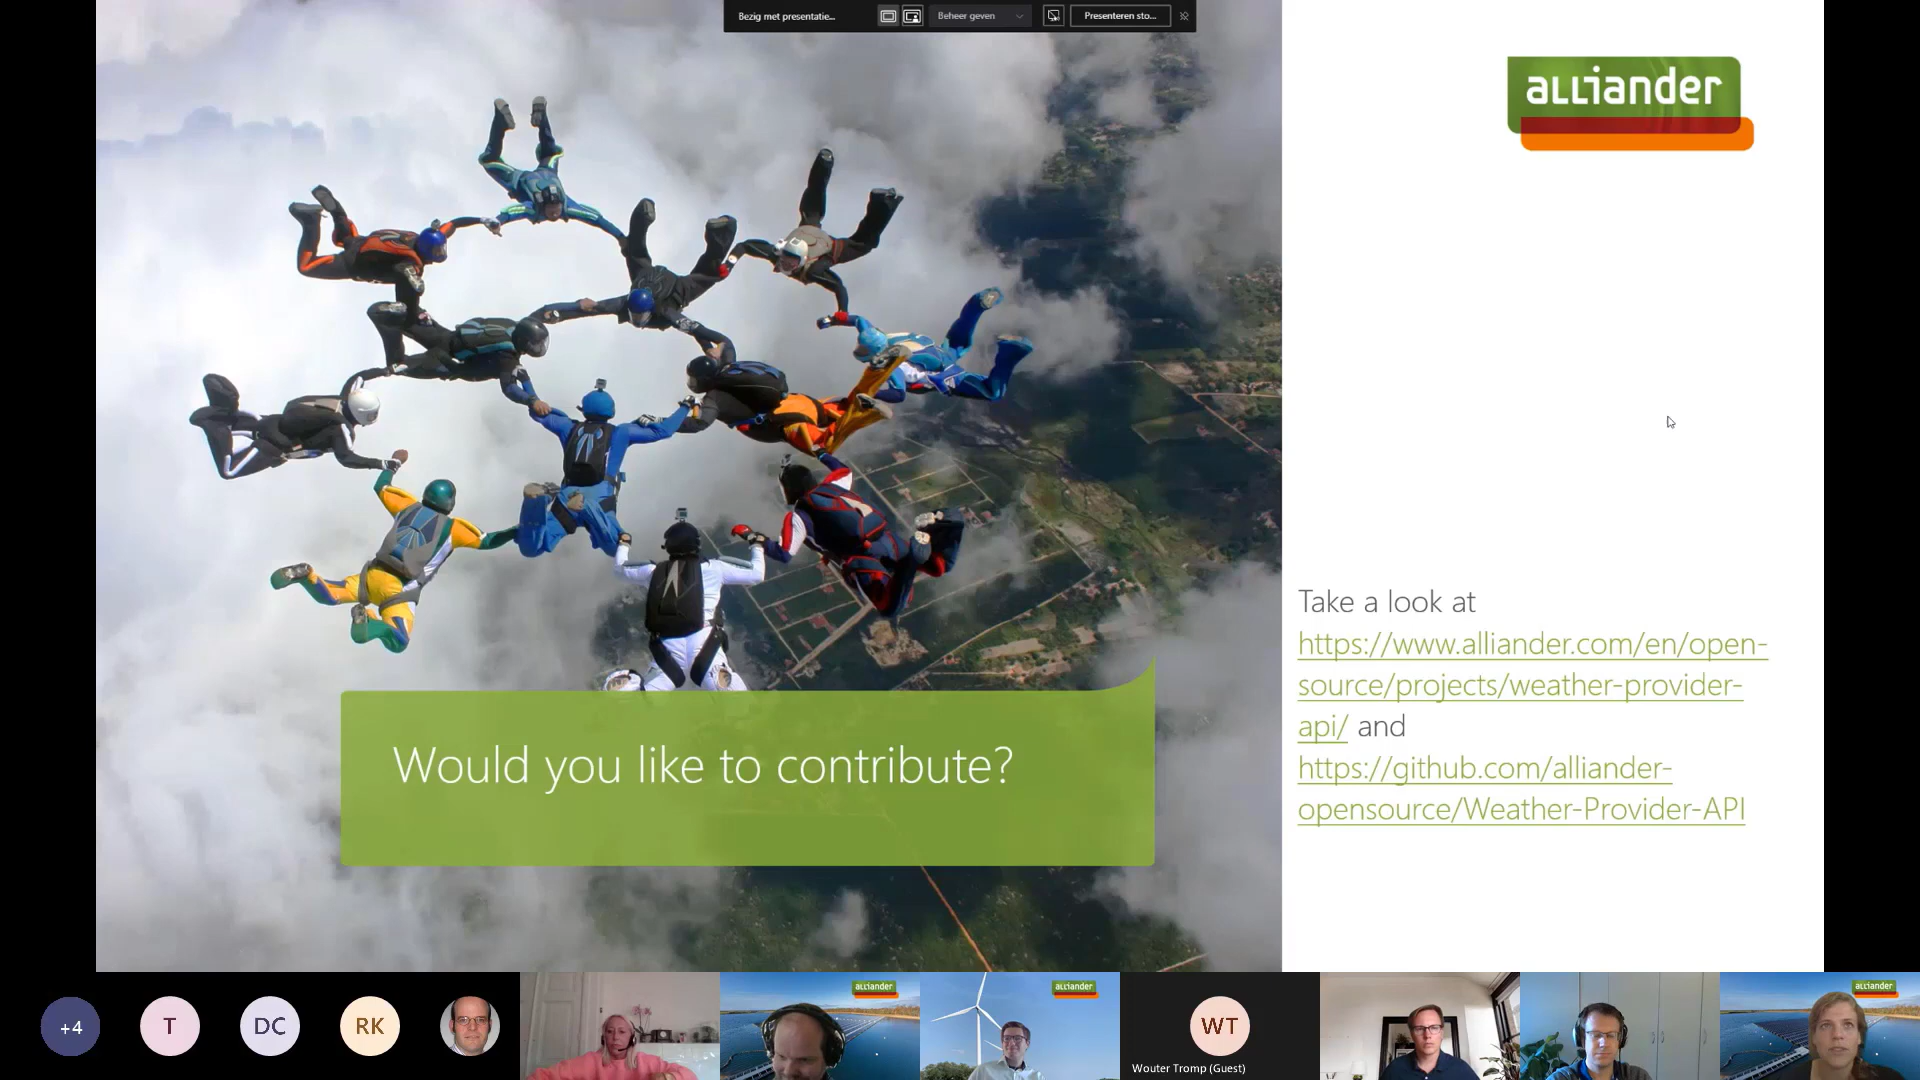 Bezig met presentatie...
Beheer geven
Presenteren sto...
alliander
Would you like to contribute?
Take a look at
https://www.alliander.com/en/open-
source/projects/weather-provider-
api/ and
https://github.com/alliander-
opensource/Weather-Provider-API
+4
T
DC
RK
alliander
alliander
WT
Wouter Tromp (Guest)
alliander